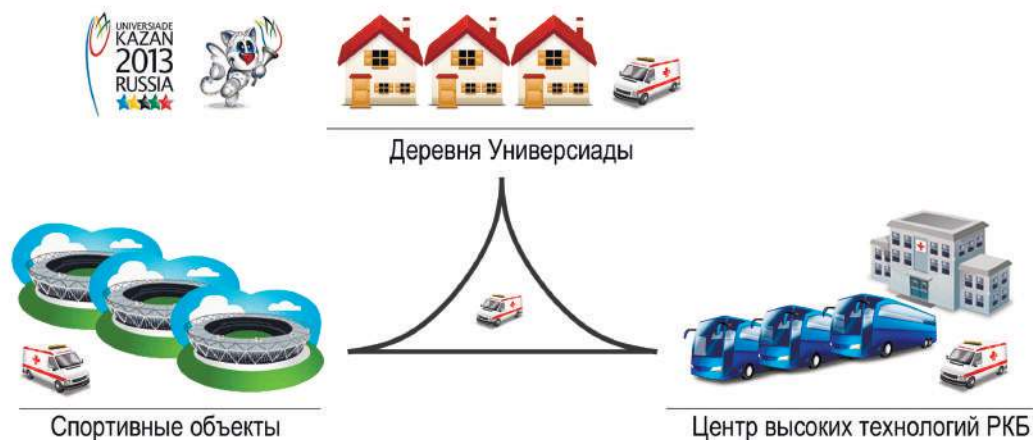 UNIVERSIADE
KAZAN
2013
RUSSIA
Деревня Универсиады
Спортивные объекты
Центр высоких технологий РКБ